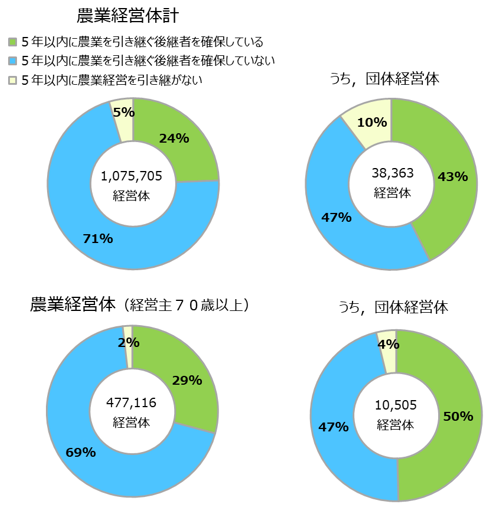 農業経営体計
５年以内に農業を引き継ぐ後継者を確保している
５年以内に農業を引き継ぐ後継者を確保していない
５年以内に農業経営を引き継がない
5%
24%
1,075,705
経営体
71%
うち，団体経営体
10%
43%
38,363
経営体
47%
農業経営体（経営主７０歳以上）
2%
29%
477,116
経営体
69%
うち，団体経営体
4%
50%
10,505
経営体
47%